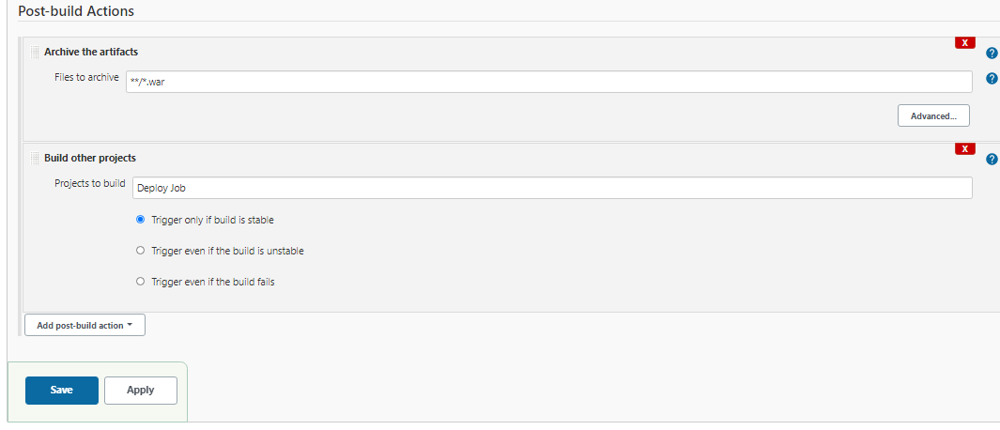 Post-build Actions
X
Archive the artifacts
?
Files to archive
**/*.war
?
Advanced...
X
Build other projects
?
Projects to build
Deploy Job
Trigger only if build is stable
Trigger even if the build is unstable
Trigger even if the build fails
Add post-build action
Save
Apply